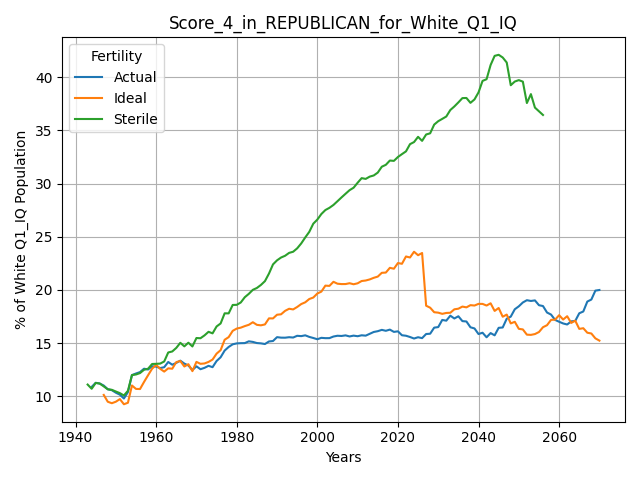 Score_4_in_REPUBLICAN_for_White_Q1_IQ
Fertility
Actual
Ideal
Sterile
% of White Q1_IQ Population
40
35
30
25
20
15
10
1940
1960
1980
2000
2020
2040
2060
Years